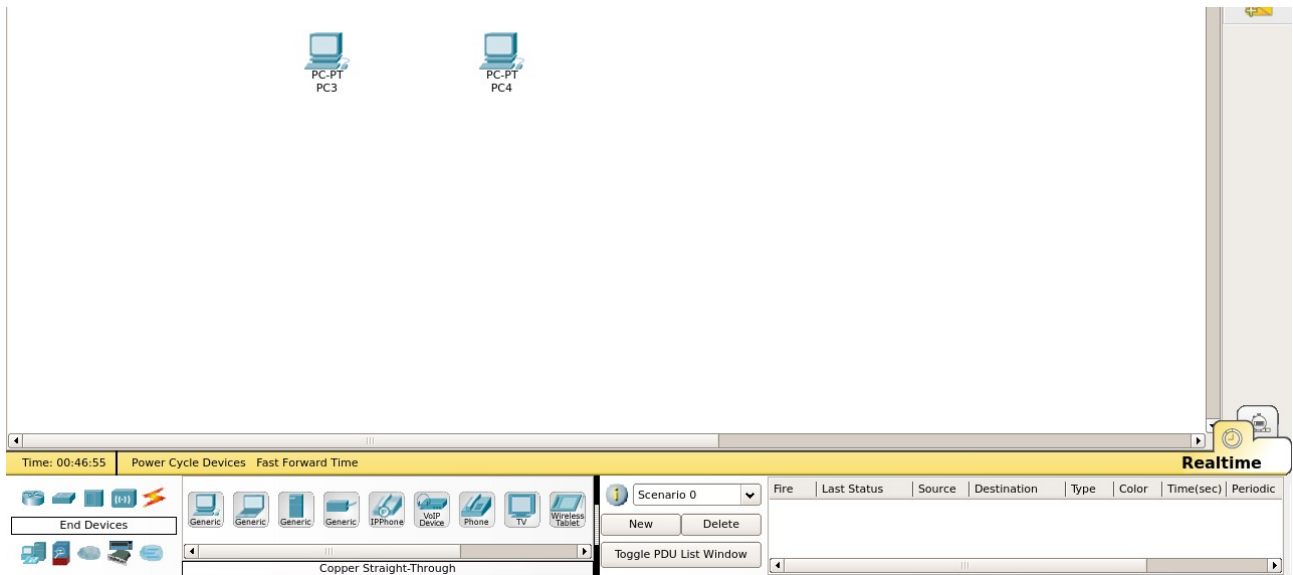 PC-PT
PC3
PC-PT
PC4
Time: 00:46:55 Power Cycle Devices Fast Forward Time
Realtime
End Devices
Generic Generic Generic Generic IPPhone VoIP Device Phone TV Wireless Tablet
Copper Straight-Through
Scenario 0
New Delete
Toggle PDU List Window
Fire Last Status Source Destination Type Color Time(sec) Periodic